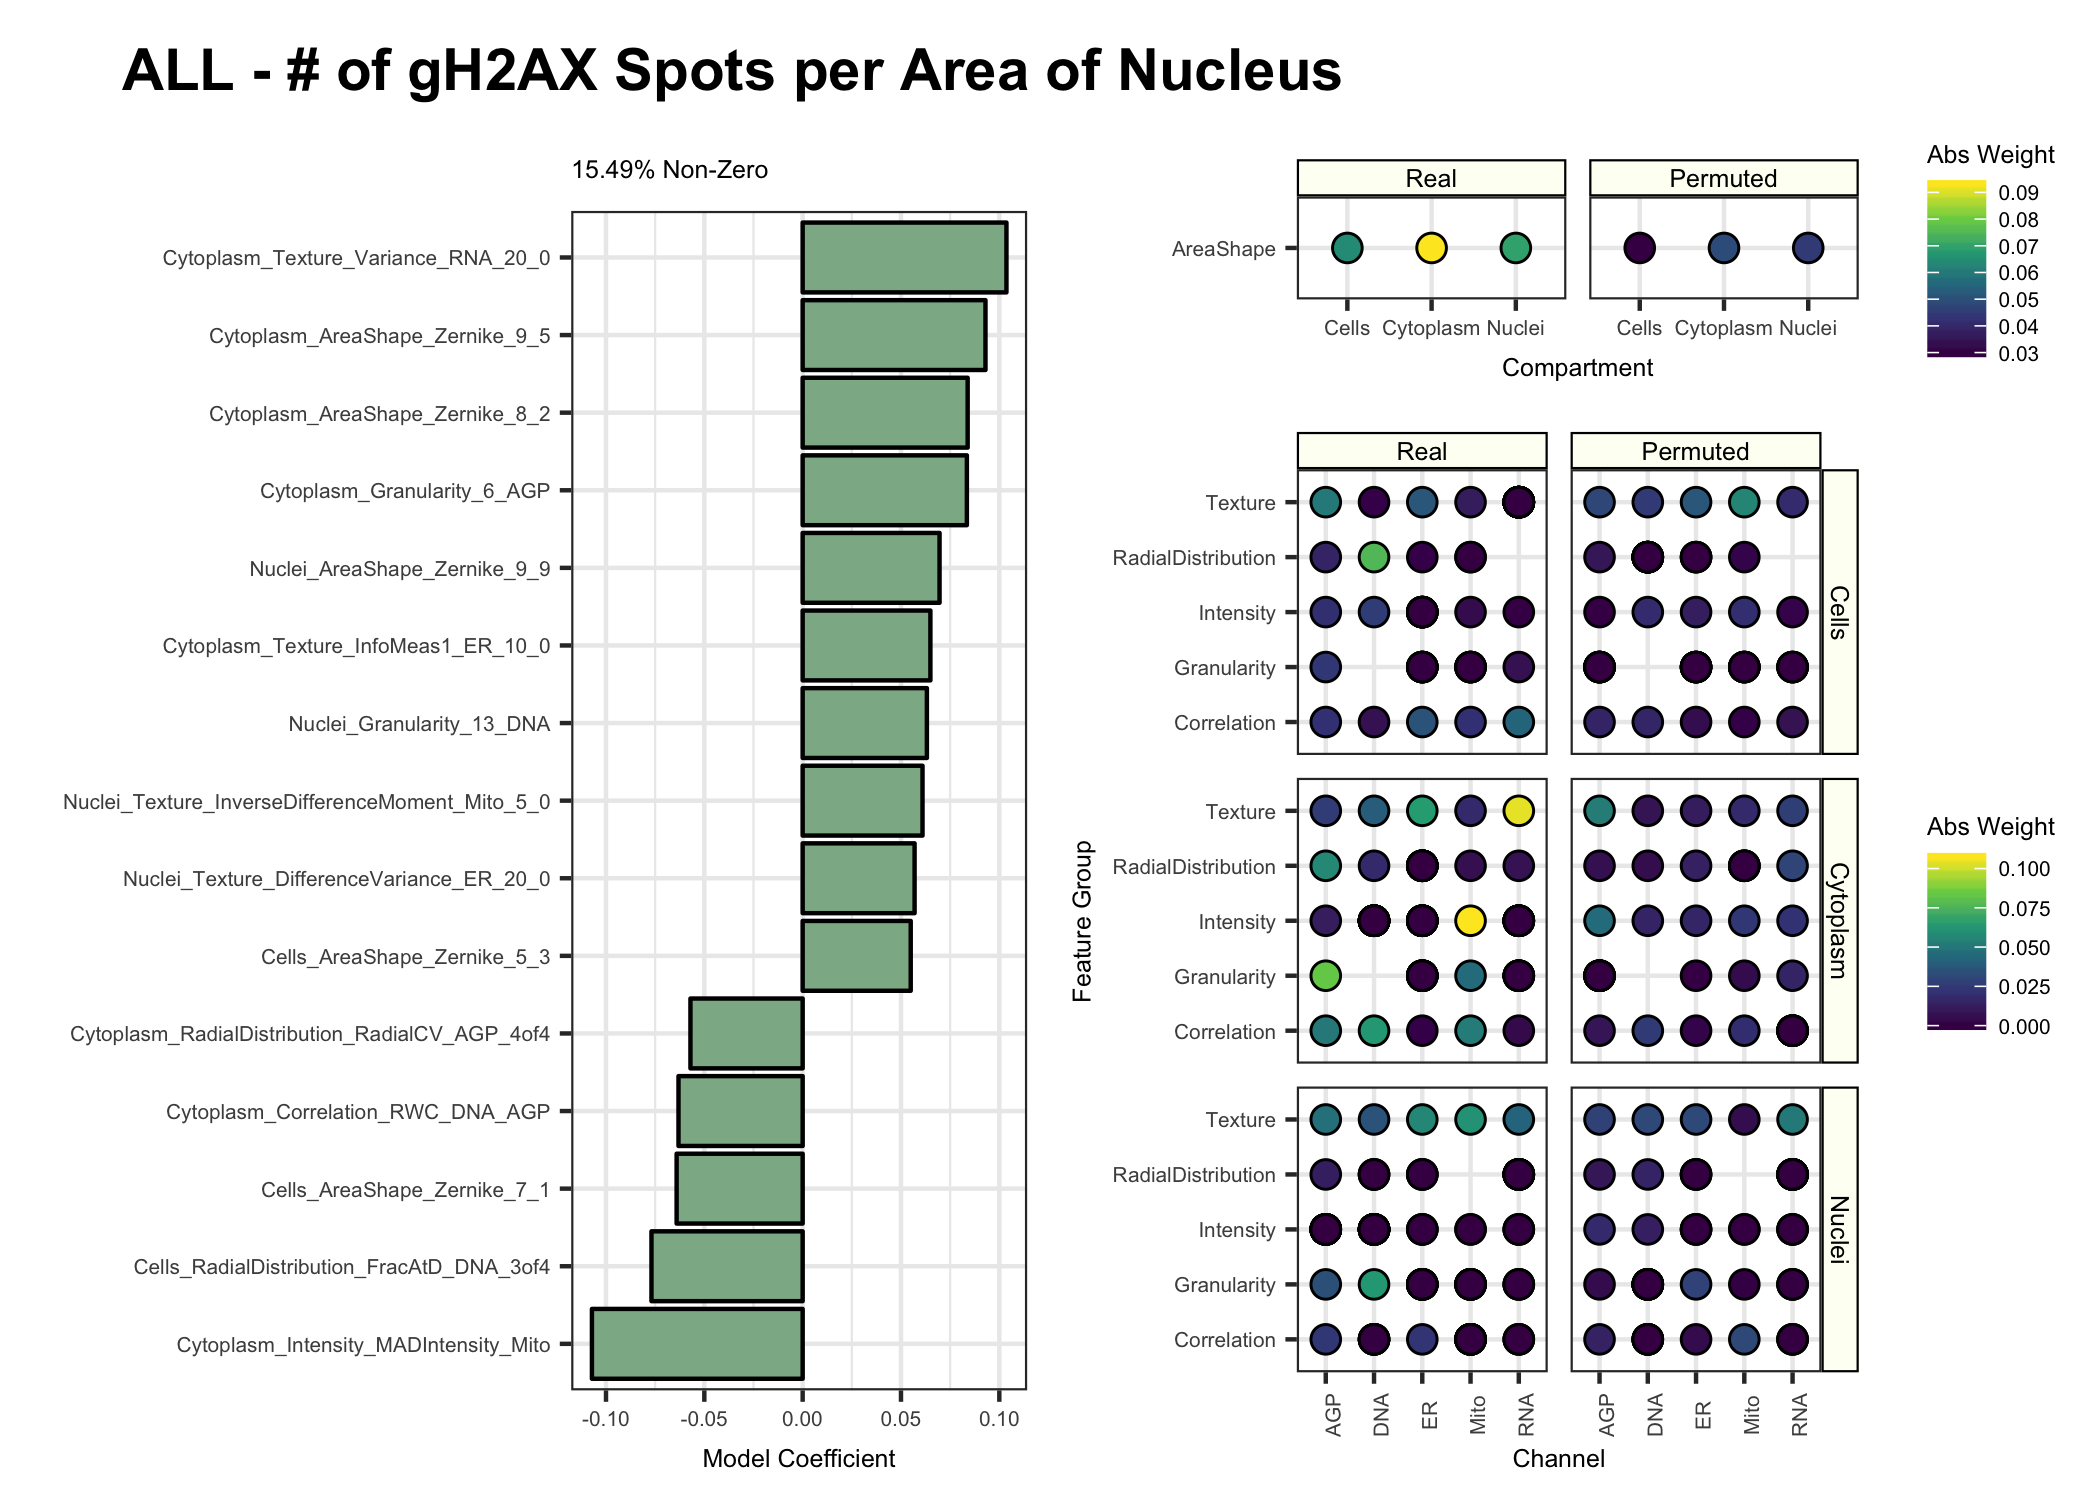 ALL - # of gH2AX Spots per Area of Nucleus
15.49% Non-Zero
Cytoplasm_Texture_Variance_RNA_20_0
Cytoplasm_AreaShape_Zernike_9_5
Cytoplasm_AreaShape_Zernike_8_2
Cytoplasm_Granularity_6_AGP
Nuclei_AreaShape_Zernike_9_9
Cytoplasm_Texture_InfoMeas1_ER_10_0
Nuclei_Granularity_13_DNA
Nuclei_Texture_InverseDifferenceMoment_Mito_5_0
Nuclei_Texture_DifferenceVariance_ER_20_0
Cells_AreaShape_Zernike_5_3
Cytoplasm_RadialDistribution_RadialCV_AGP_4of4
Cytoplasm_Correlation_RWC_DNA_AGP
Cells_AreaShape_Zernike_7_1
Cells_RadialDistribution_FracAtD_DNA_3of4
Cytoplasm_Intensity_MADIntensity_Mito
-0.10 -0.05 0.00 0.05 0.10
Model Coefficient
Real Permuted
AreaShape
Cells Cytoplasm Nuclei Cells Cytoplasm Nuclei
Compartment
Abs Weight
0.09
0.08
0.07
0.06
0.05
0.04
0.03
Feature Group
Real Permuted
Texture
RadialDistribution
Intensity
Granularity
Correlation
Cells
Texture
RadialDistribution
Intensity
Granularity
Correlation
Cytoplasm
Texture
RadialDistribution
Intensity
Granularity
Correlation
Nuclei
AGP DNA ER Mito RNA AGP DNA ER Mito RNA
Channel
Abs Weight
0.100
0.075
0.050
0.025
0.000